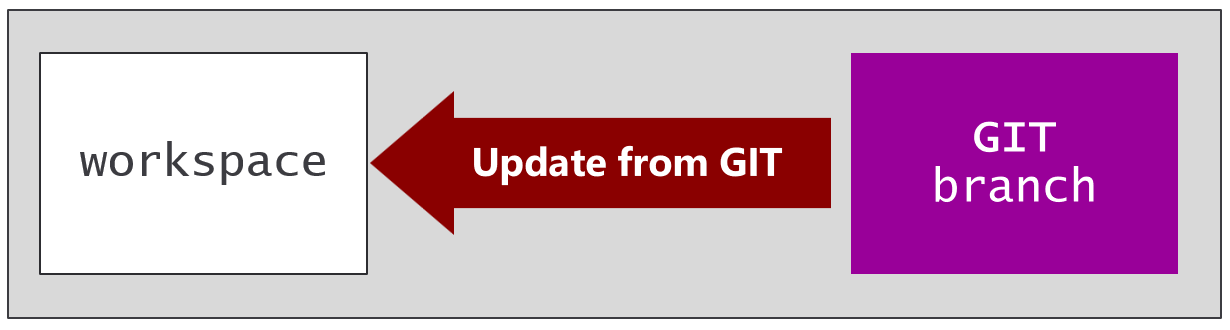 workspace
Update from GIT
GIT
branch